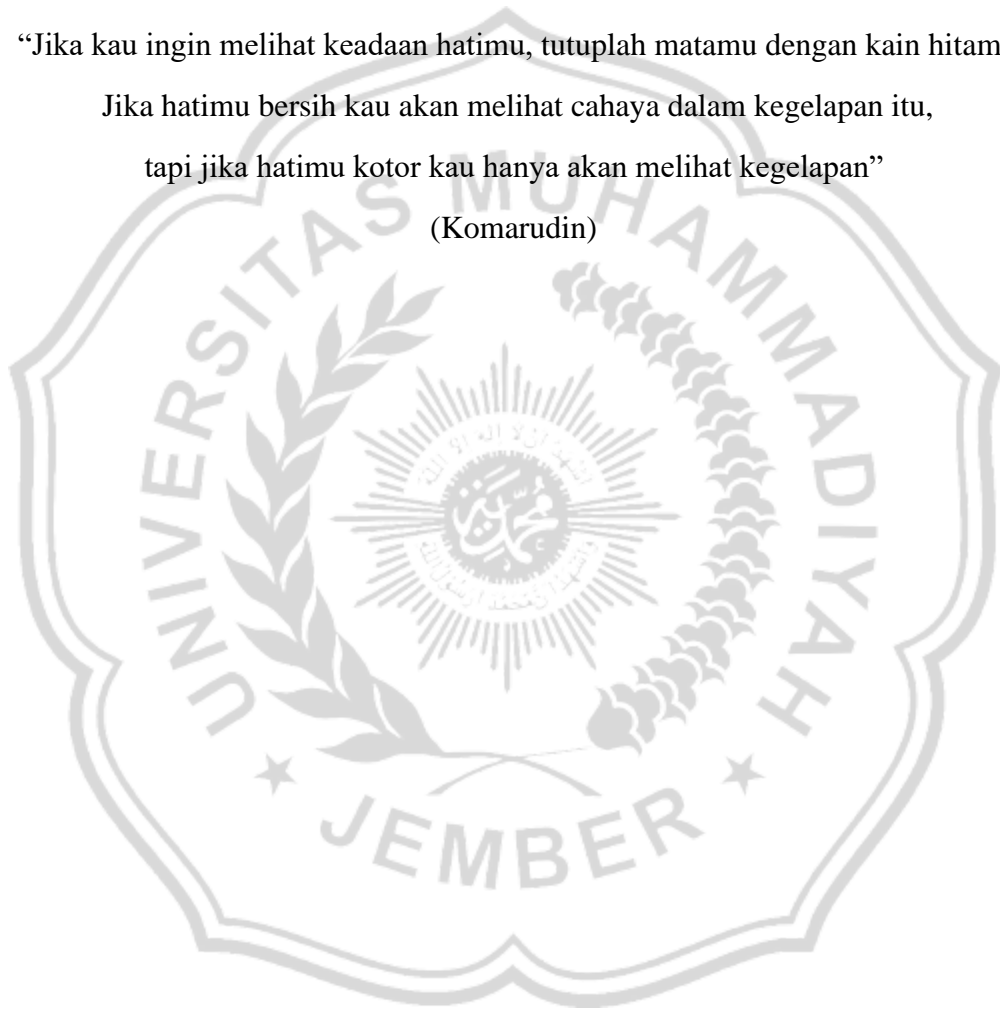 “Jika kau ingin melihat keadaan hatimu, tutuplah matamu dengan kain hitam
Jika hatimu bersih kau akan melihat cahaya dalam kegelapan itu,
tapi jika hatimu kotor kau hanya akan melihat kegelapan”
(Komarudin)
UNIVERSITAS MUHAMMADIYAH
JEMBER